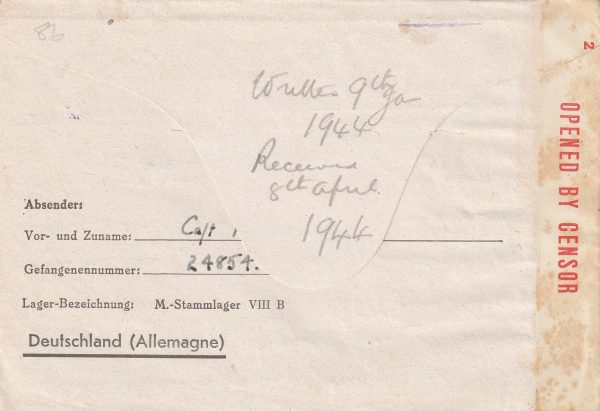 86
Written 9th Jan
1944
Received
8th April
1944
Absender:
Vor- und Zuname: Capt
Gefangenennummer: 24854.
Lager-Bezeichnung: M.-Stammlager VIII B
Deutschland (Allemagne)
2
OPENED BY CENSOR